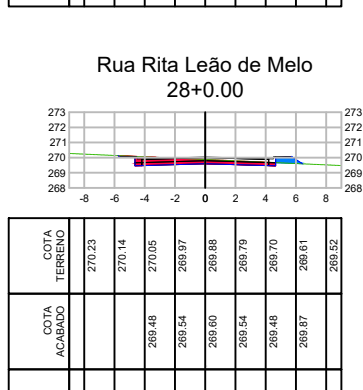 Rua Rita Leão de Melo
28+0.00
273 273
272 272
271 271
270 270
269 269
268 268
-8 -6 -4 -2 0 2 4 6 8
COTA
TERRENO
270.23 270.14 270.05 269.97 269.88 269.79 269.70 269.61 269.52
COTA
ACABADO
269.48 269.54 269.60 269.54 269.48 269.87